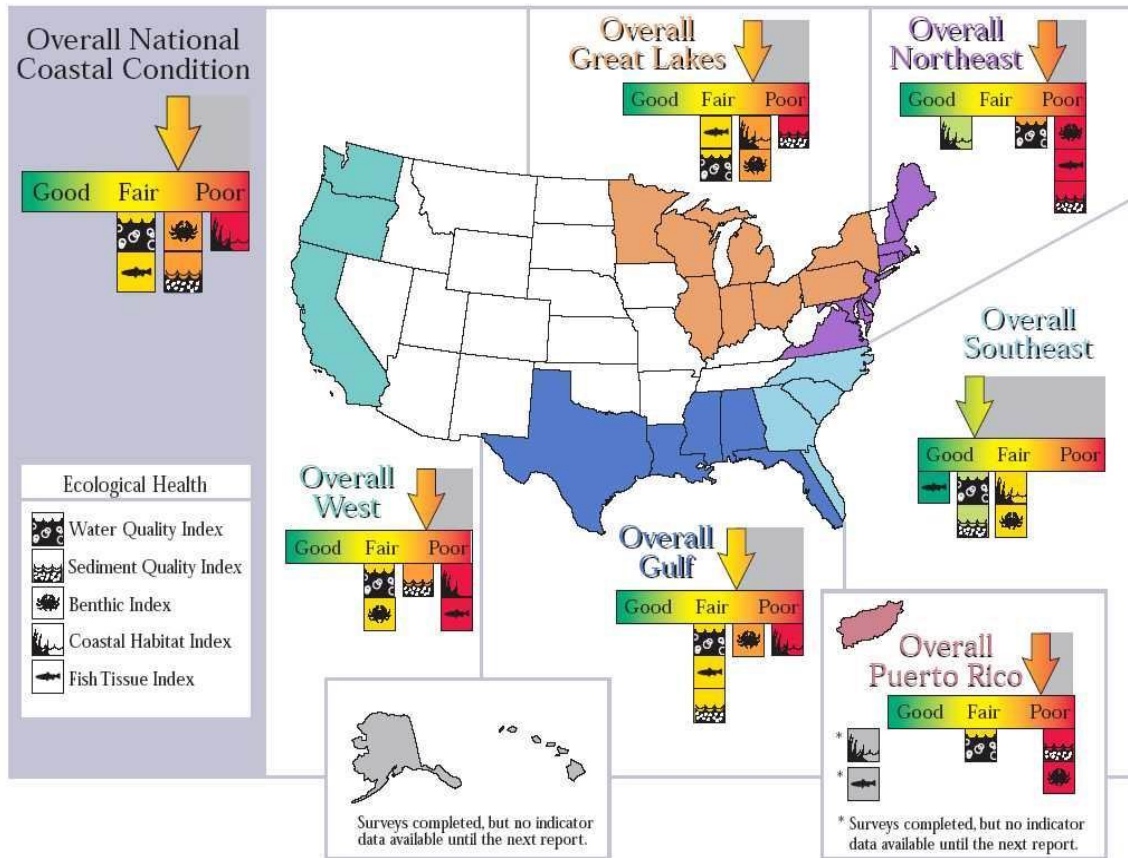 Overall National
Coastal Condition
Good Fair Poor
Ecological Health
Water Quality Index
Sediment Quality Index
Benthic Index
Coastal Habitat Index
Fish Tissue Index
Overall
Great Lakes
Good Fair Poor
Overall
Northeast
Good Fair Poor
Overall
Southeast
Good Fair Poor
Overall
West
Good Fair Poor
Overall
Gulf
Good Fair Poor
Surveys completed, but no indicator
data available until the next report.
Overall
Puerto Rico
Good Fair Poor
*
*
* Surveys completed, but no indicator
data available until the next report.